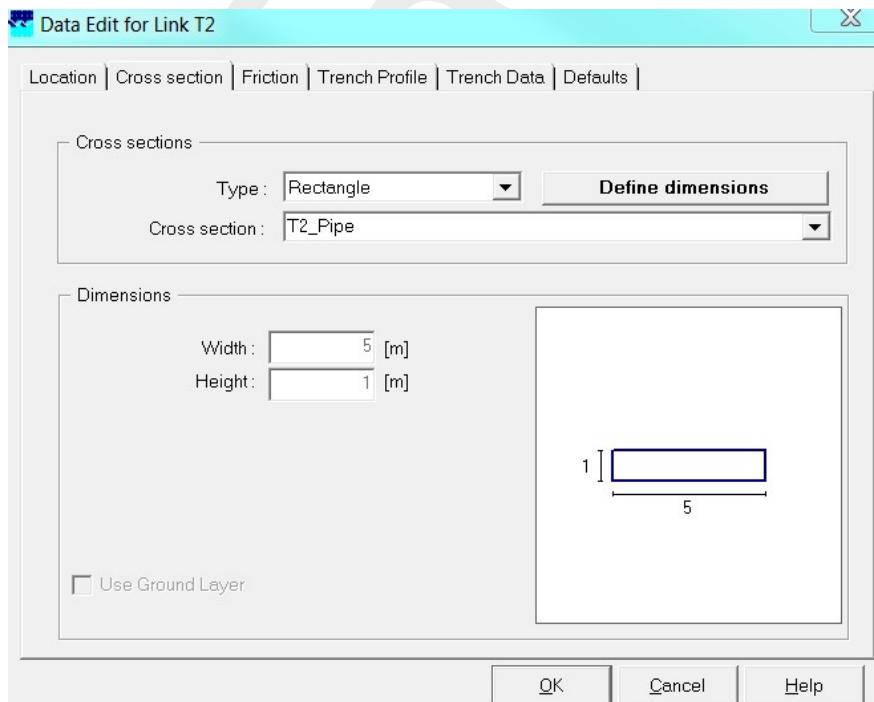 Data Edit for Link T2
Location | Cross section | Friction | Trench Profile | Trench Data | Defaults
Cross sections
Type : Rectangle Define dimensions
Cross section : T2_Pipe
Dimensions
Width : 5 [m]
Height : 1 [m]
1
5
Use Ground Layer
OK Cancel Help